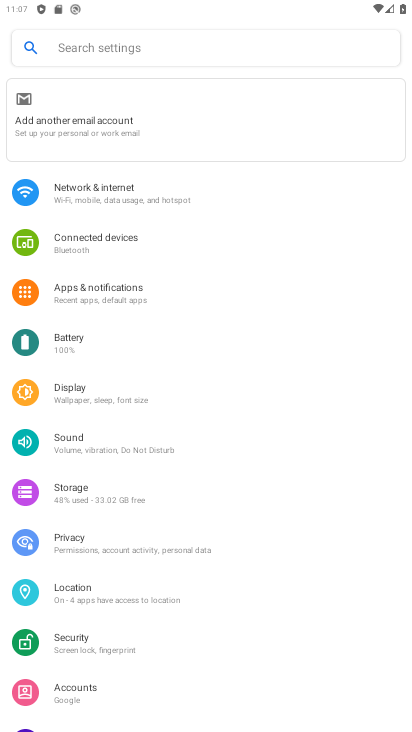 11:07
Search settings
Add another email account
Set up your personal or work email
Network & internet
Wi-Fi, mobile, data usage, and hotspot
Connected devices
Bluetooth
Apps & notifications
Recent apps, default apps
Battery
100%
Display
Wallpaper, sleep, font size
Sound
Volume, vibration, Do Not Disturb
Storage
48% used - 33.02 GB free
Privacy
Permissions, account activity, personal data
Location
On - 4 apps have access to location
Security
Screen lock, fingerprint
Accounts
Google